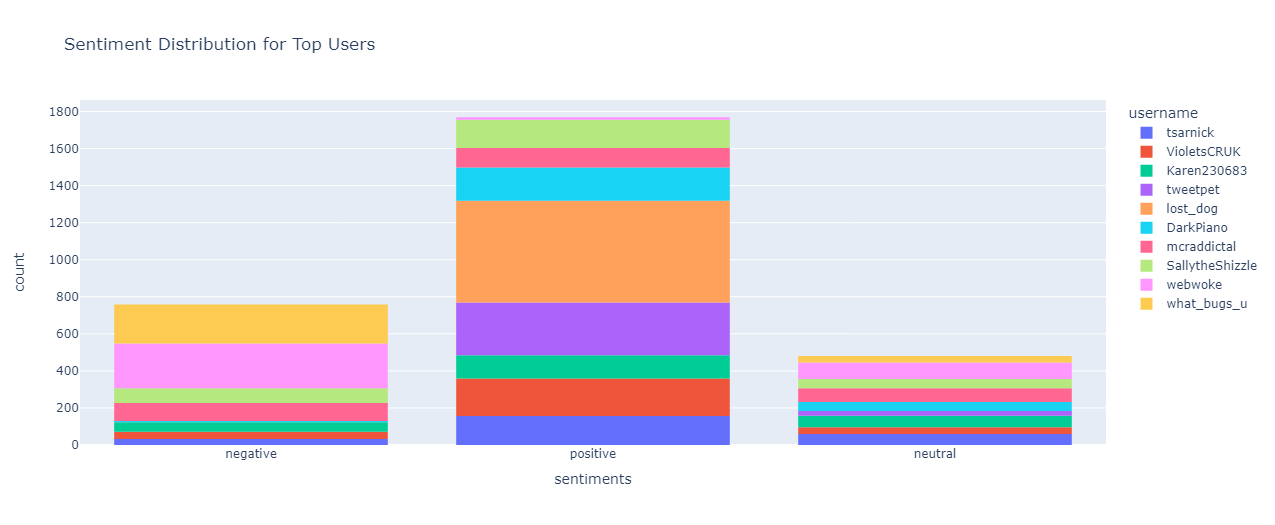 Sentiment Distribution for Top Users
1800
1600
1400
1200
1000
800
600
400
200
0
count
negative
positive
neutral
sentiments
username
tsarnick
VioletsCRUK
Karen230683
tweetpet
lost_dog
DarkPiano
mcraddictal
SallytheShizzle
webwoke
what_bugs_u